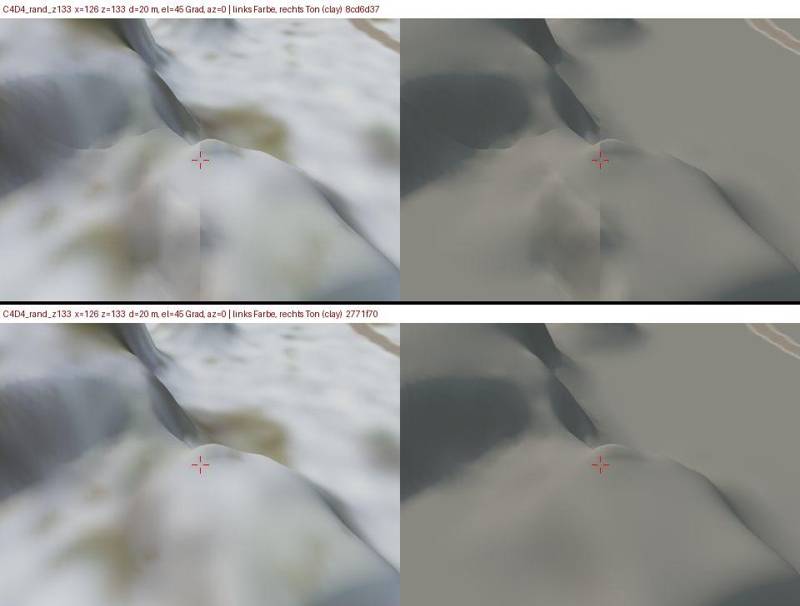 C4D4_rand_z133 x=126 z=133 d=20 m, el=45 Grad, az=0 | links Farbe, rechts Ton (clay) 8cd6d37
C4D4_rand_z133 x=126 z=133 d=20 m, el=45 Grad, az=0 | links Farbe, rechts Ton (clay) 2771f70